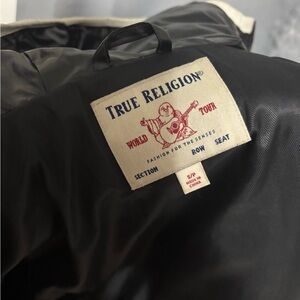 TRUE RELIGION®
WORLD TOUR
FASHION FOR THE SENSES
SECTION ROW SEAT
S/P
MADE IN
CHINA